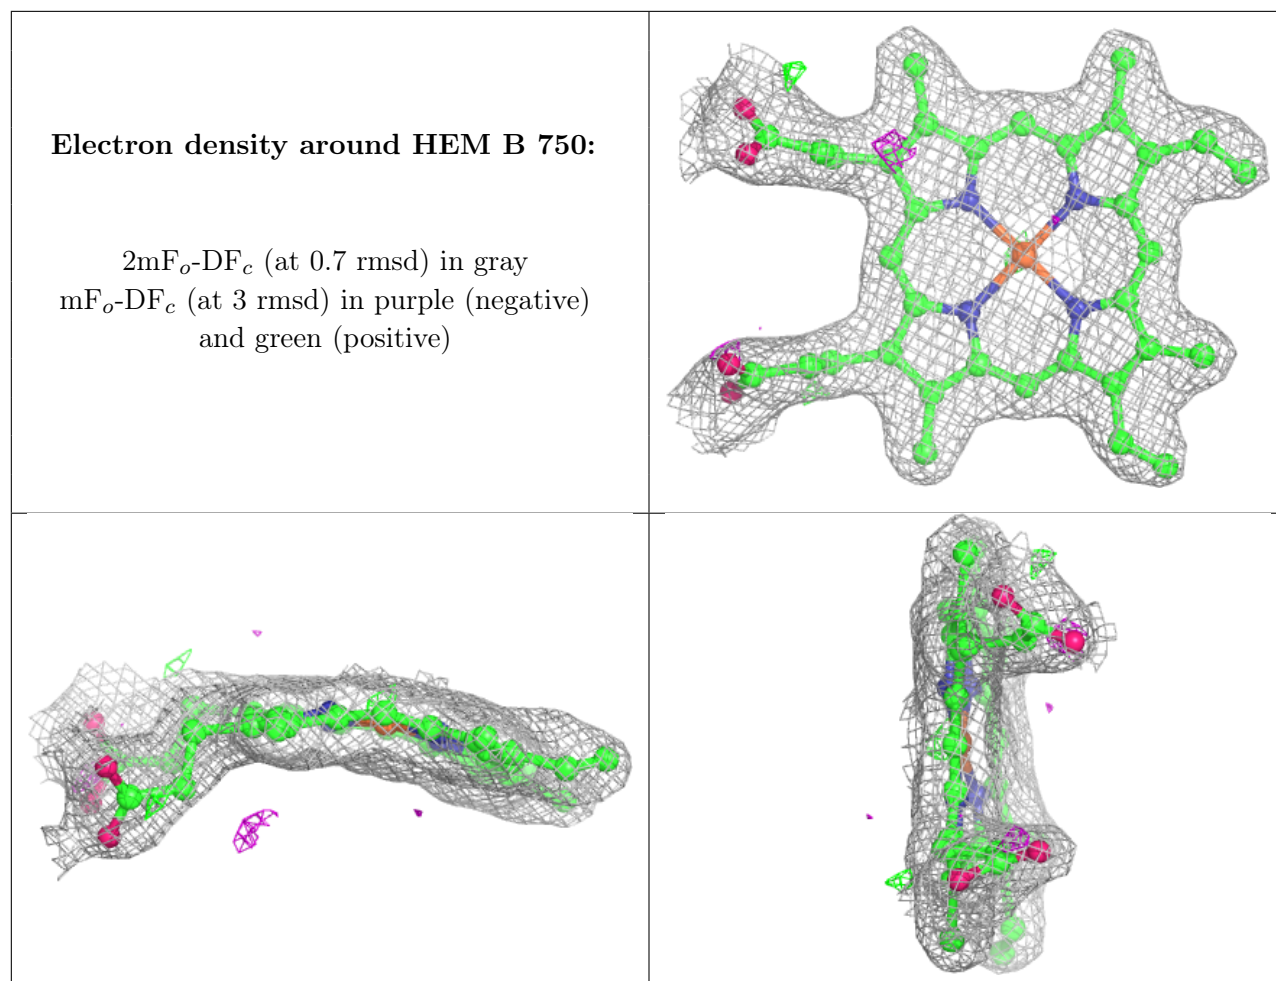 Electron density around HEM B 750:
2mFo-DFc (at 0.7 rmsd) in gray
mFo-DFc (at 3 rmsd) in purple (negative)
and green (positive)